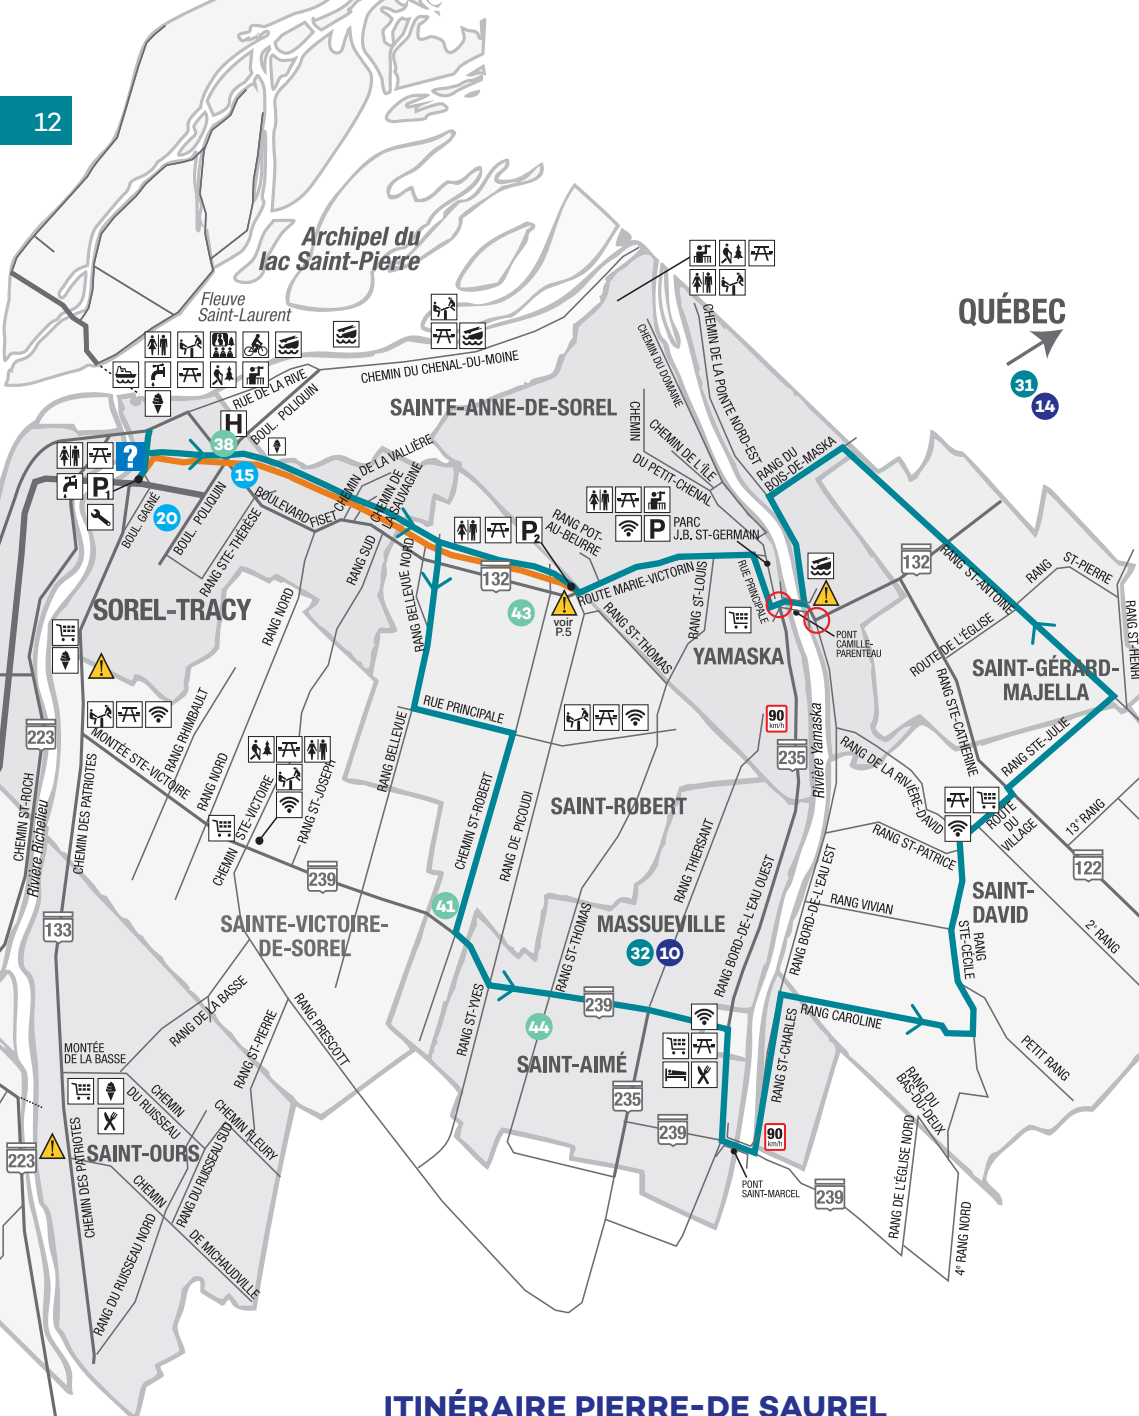 12
Archipel du
lac Saint-Pierre
Fleuve
Saint-Laurent
QUÉBEC
31
14
CHEMIN DU CHENAL-DU-MOINE
RUE DE LA RIVE
BOUL. POLIQUIN
SAINTE-ANNE-DE-SOREL
CHEMIN DU DOMAINE
CHEMIN DE LA POINTE NORD-EST
CHEMIN
DU PETIT-CHENAL
CHEMIN DE L'ÎLE
RANG DU
BOIS-DE-MASKA
H
38
15
20
?
P1
BOUL. GAGNÉ
BOUL. POLIQUIN
RANG STE-THÉRÈSE
BOULEVARD
FISET
CHEMIN DE LA VALLIÈRE
CHEMIN DE
LA SAUVAGINE
RANG SUD
RANG NORD
RANG BELLEVUE NORD
P2
RANG POT-
AU-BEURRE
P
PARC
J.B. ST-GERMAIN
132
43
voir
P.5
ROUTE MARIE-VICTORIN
RANG ST-THOMAS
RANG ST-LOUIS
RUE PRINCIPALE
YAMASKA
PONT
CAMILLE-
PARENTEAU
132
RANG ST-ANTOINE
RANG
ST-PIERRE
RANG ST-HENRI
ROUTE DE L'ÉGLISE
RANG STE-CATHERINE
SAINT-GÉRARD-
MAJELLA
SOREL-TRACY
223
CHEMIN ST-ROCH
Rivière Richelieu
CHEMIN DES PATRIOTES
MONTÉE STE-VICTOIRE
RANG RHIMBAULT
RANG NORD
CHEMIN
STE-VICTOIRE
RANG ST-JOSEPH
RANG BELLEVUE
RUE PRINCIPALE
CHEMIN ST-ROBERT
RANG DE PICOUDI
SAINT-ROBERT
90
km/h
235
Rivière Yamaska
RANG DE LA RIVIÈRE-DAVID
RANG STE-JULIE
ROUTE
DU
VILLAGE
13e RANG
122
2e RANG
RANG ST-PATRICE
RANG VIVIAN
SAINT-
DAVID
RANG
STE-CÉCILE
RANG THIERSANT
RANG BORD-DE-L'EAU OUEST
RANG BORD-DE-L'EAU EST
239
41
133
SAINTE-VICTOIRE-
DE-SOREL
MASSUEVILLE
32
10
RANG ST-THOMAS
RANG ST-YVES
239
44
SAINT-AIMÉ
RANG CAROLINE
RANG ST-CHARLES
PETIT RANG
RANG DU
BAS-DU-DEUX
RANG DE L'ÉGLISE NORD
4e RANG NORD
RANG DE LA BASSE
RANG ST-PIERRE
RANG PRESCOTT
MONTÉE
DE LA BASSE
CHEMIN
DU RUISSEAU
CHEMIN FLEURY
RANG DU RUISSEAU SUD
223
SAINT-OURS
CHEMIN DES PATRIOTES
CHEMIN
DE MICHAUDVILLE
RANG DU RUISSEAU NORD
235
239
90
km/h
PONT
SAINT-MARCEL
239
ITINÉRAIRE PIERRE-DE SAUREL